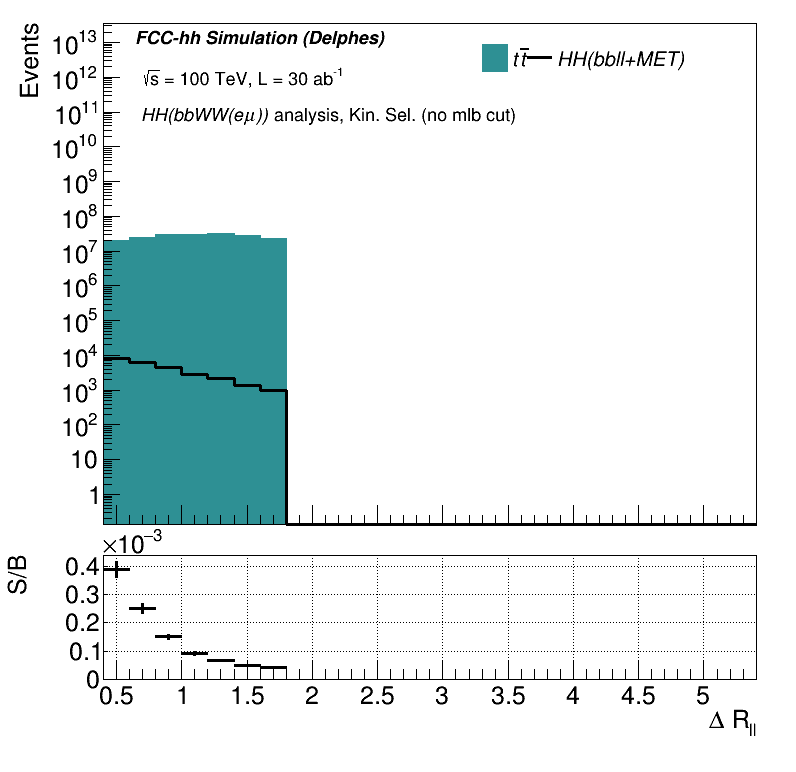 Events
10¹³
10¹²
10¹¹
10¹⁰
10⁹
10⁸
10⁷
10⁶
10⁵
10⁴
10³
10²
10
1
FCC-hh Simulation (Delphes)
√s = 100 TeV, L = 30 ab⁻¹
HH(bbWW(eμ)) analysis, Kin. Sel. (no mlb cut)
tt̅ HH(bbll+MET)
×10⁻³
S/B
0.4
0.3
0.2
0.1
0
0.5 1 1.5 2 2.5 3 3.5 4 4.5 5
Δ R_ll